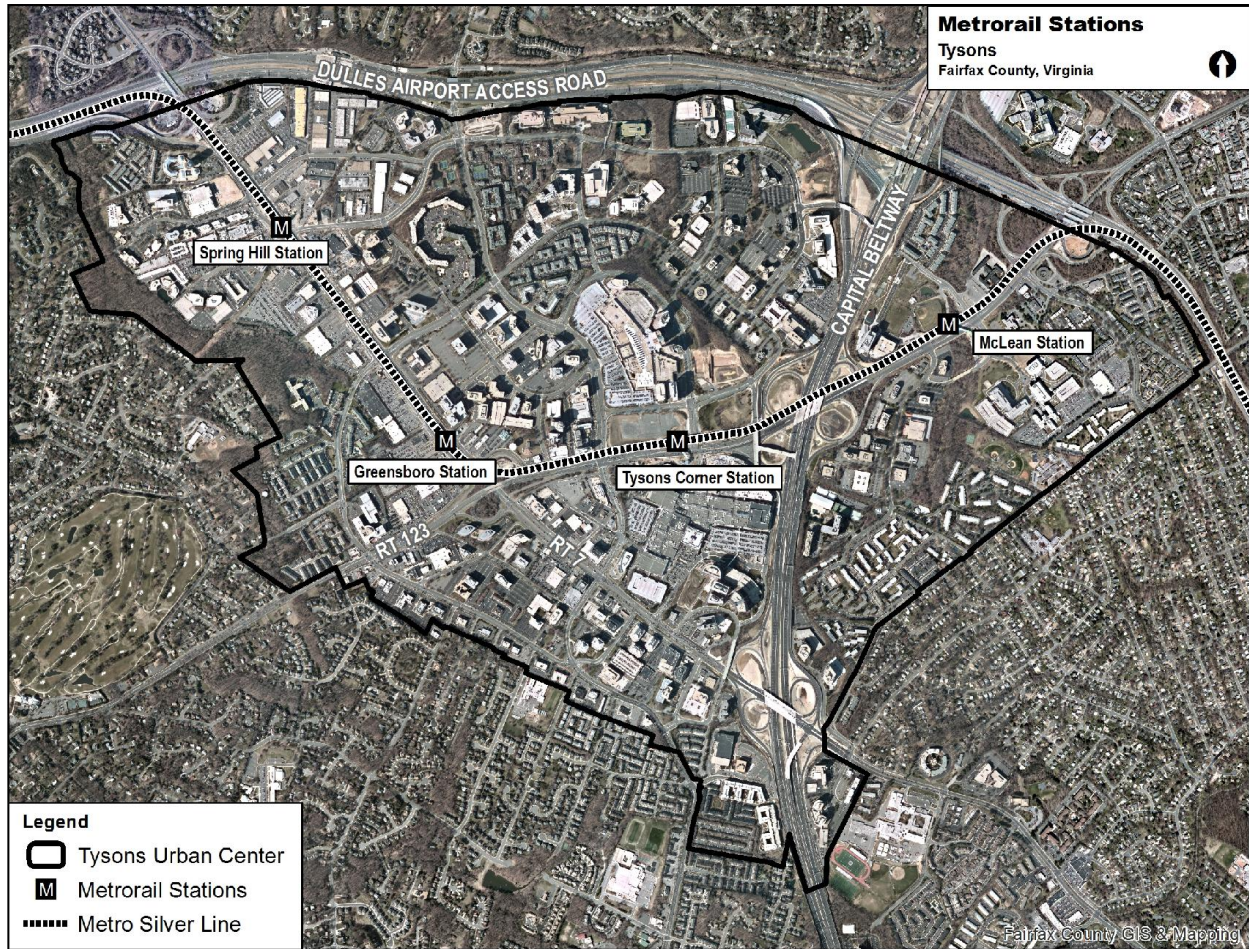 Metrorail Stations
Tysons
Fairfax County, Virginia
DULLES AIRPORT ACCESS ROAD
CAPITAL BELTWAY
M
Spring Hill Station
M
McLean Station
M
Greensboro Station
M
Tysons Corner Station
RT 123
RT 7
Legend
Tysons Urban Center
M
Metrorail Stations
Metro Silver Line
Fairfax County GIS & Mapping